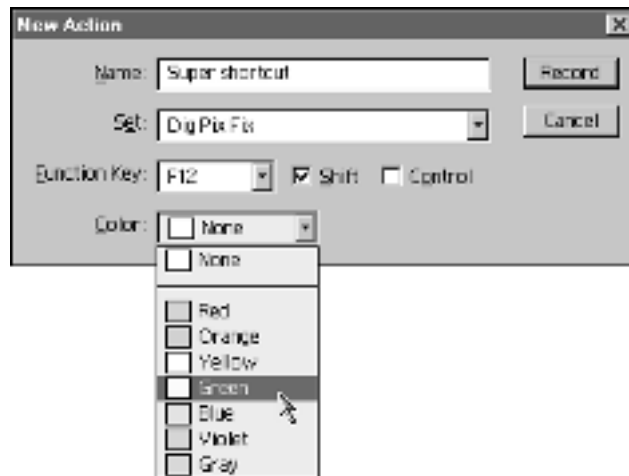 New Action
Name: Super shortcut
Record
Set: Dig Pix Fix
Cancel
Function Key: F12 Shift Control
Color: None
None
Red
Orange
Yellow
Green
Blue
Violet
Gray